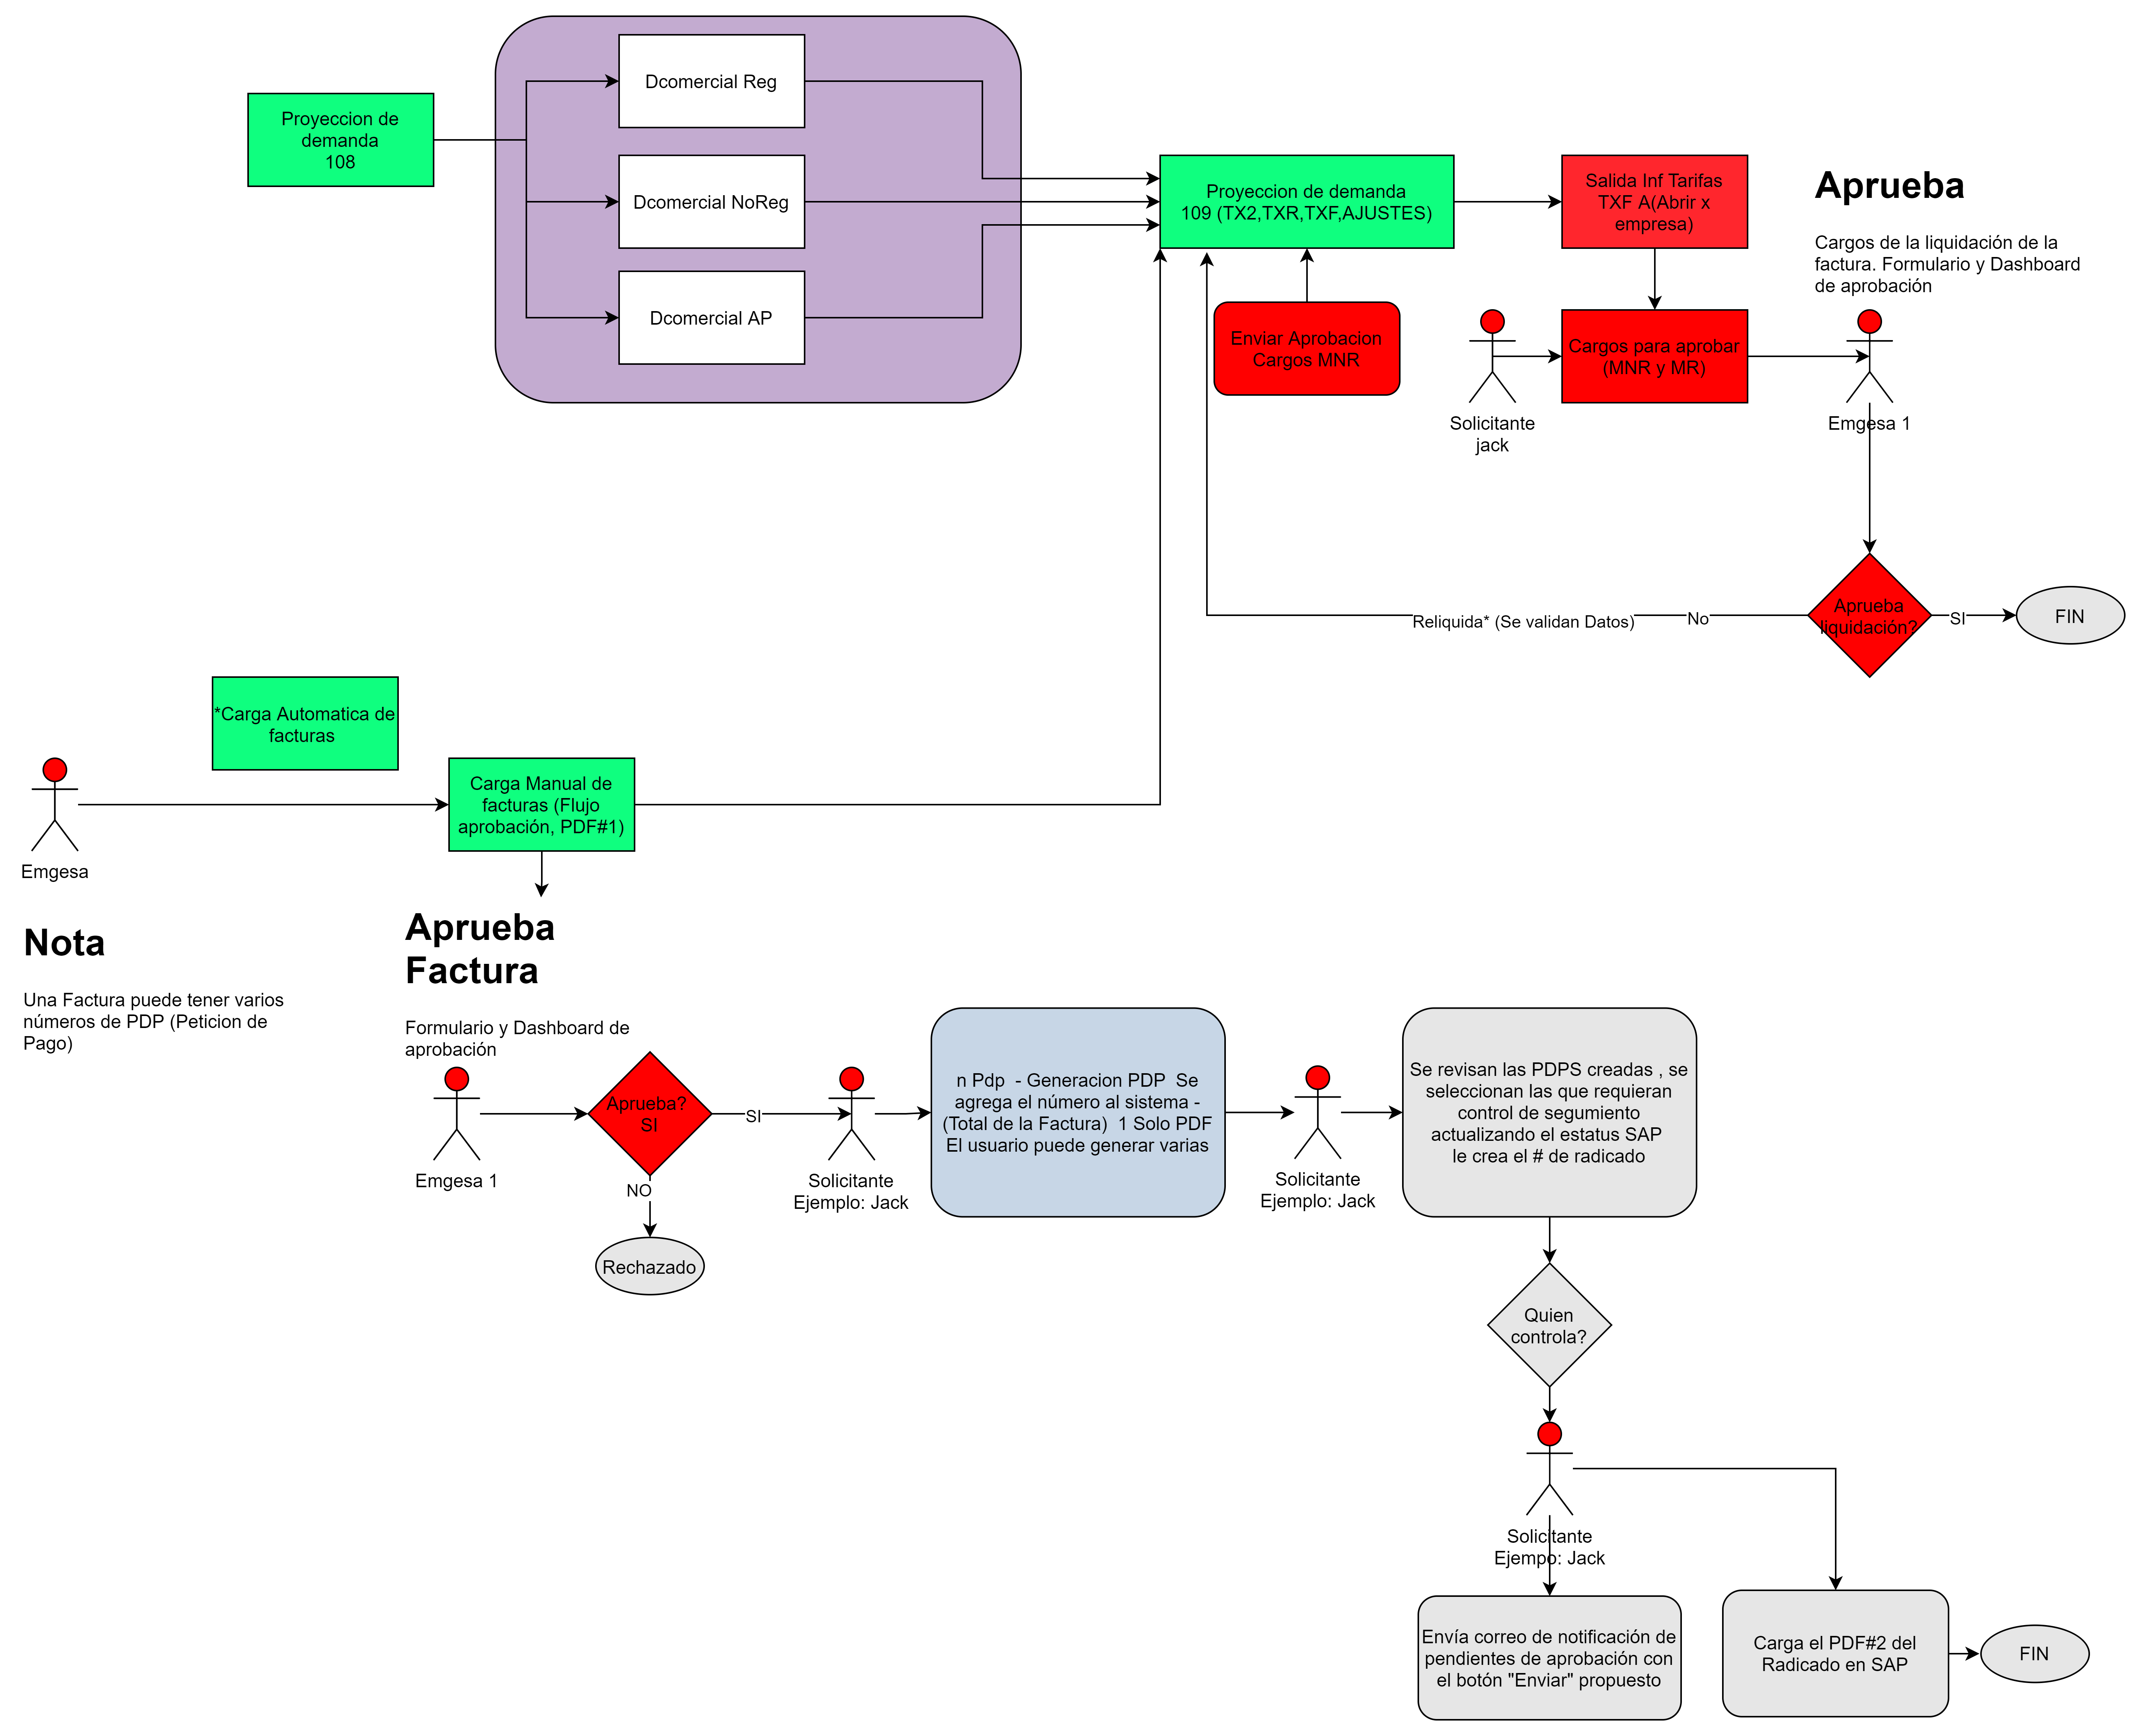 Proyeccion de
demanda
108
Dcomercial Reg
Dcomercial NoReg
Dcomercial AP
Proyeccion de demanda
109 (TX2,TXR,TXF,AJUSTES)
Salida Inf Tarifas
TXF A(Abrir x
empresa)
Aprueba
Cargos de la liquidación de la
factura. Formulario y Dashboard
de aprobación
Enviar Aprobacion
Cargos MNR
Solicitante
jack
Cargos para aprobar
(MNR y MR)
Emgesa 1
Aprueba
liquidación?
SI
FIN
No
Reliquida* (Se validan Datos)
*Carga Automatica de
facturas
Emgesa
Carga Manual de
facturas (Flujo
aprobación, PDF#1)
Nota
Una Factura puede tener varios
números de PDP (Peticion de
Pago)
Aprueba
Factura
Formulario y Dashboard de
aprobación
Emgesa 1
Aprueba?
SI
SI
NO
Rechazado
Solicitante
Ejemplo: Jack
n Pdp  - Generacion PDP  Se
agrega el número al sistema -
(Total de la Factura)  1 Solo PDF
El usuario puede generar varias
Solicitante
Ejemplo: Jack
Se revisan las PDPS creadas , se
seleccionan las que requieran
control de segumiento
actualizando el estatus SAP
le crea el # de radicado
Quien
controla?
Solicitante
Ejempo: Jack
Envía correo de notificación de
pendientes de aprobación con
el botón "Enviar" propuesto
Carga el PDF#2 del
Radicado en SAP
FIN